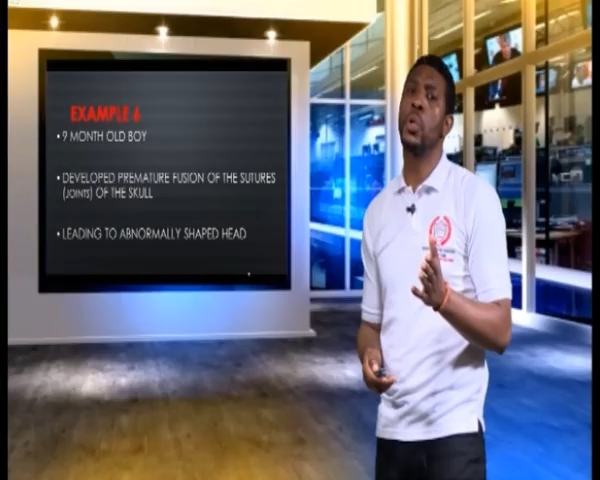 EXAMPLE 6
• 9 MONTH OLD BOY
• DEVELOPED PREMATURE FUSION OF THE SUTURES
(JOINTS) OF THE SKULL
• LEADING TO ABNORMALLY SHAPED HEAD